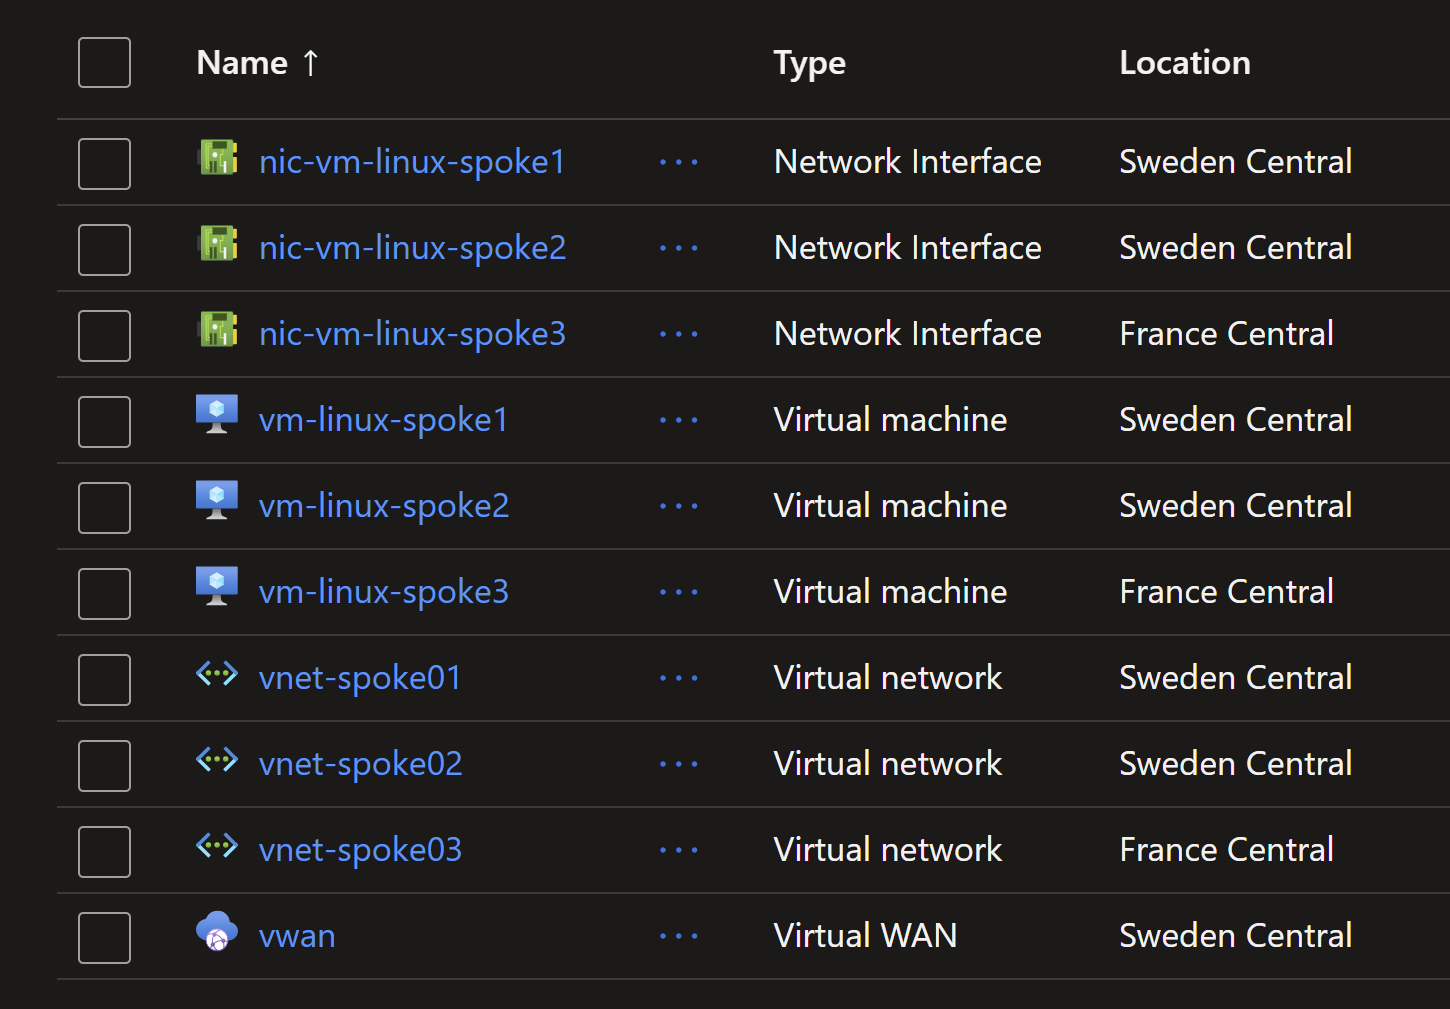 Name ↑ Type Location
nic-vm-linux-spoke1 ··· Network Interface Sweden Central
nic-vm-linux-spoke2 ··· Network Interface Sweden Central
nic-vm-linux-spoke3 ··· Network Interface France Central
vm-linux-spoke1 ··· Virtual machine Sweden Central
vm-linux-spoke2 ··· Virtual machine Sweden Central
vm-linux-spoke3 ··· Virtual machine France Central
vnet-spoke01 ··· Virtual network Sweden Central
vnet-spoke02 ··· Virtual network Sweden Central
vnet-spoke03 ··· Virtual network France Central
vwan ··· Virtual WAN Sweden Central